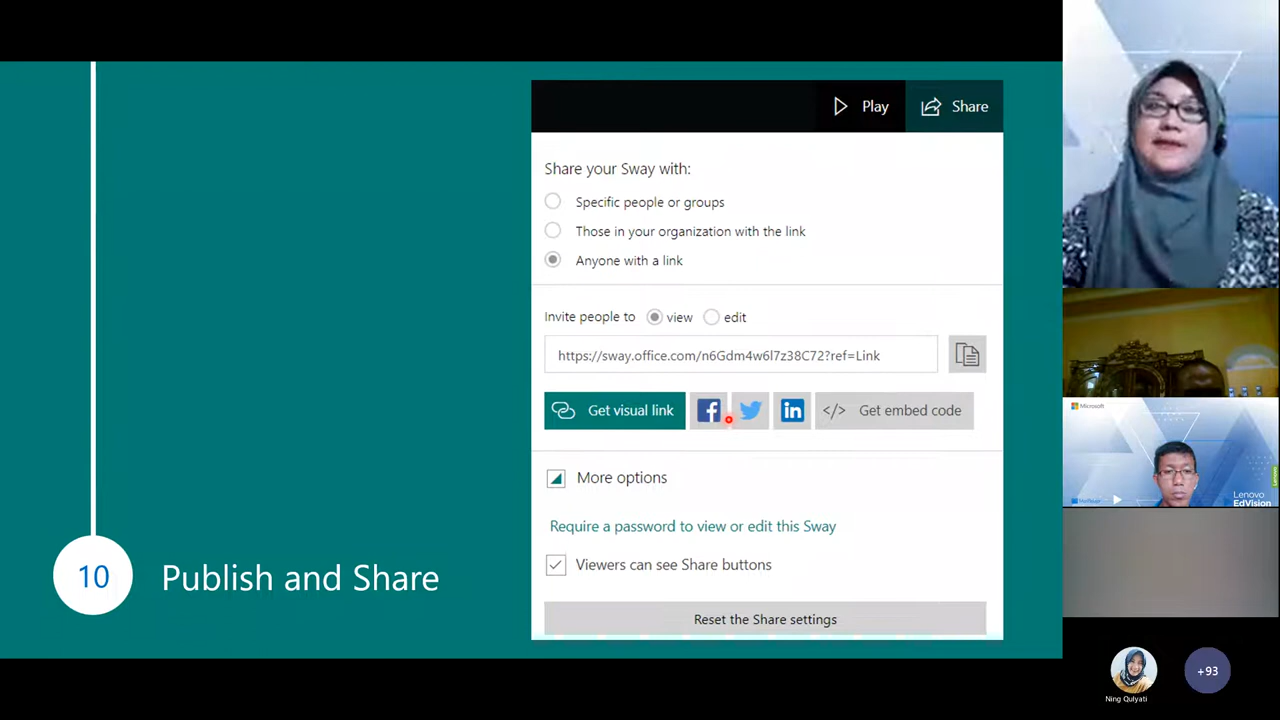 Play
Share
Share your Sway with:
Specific people or groups
Those in your organization with the link
Anyone with a link
Invite people to view edit
https://sway.office.com/n6Gdm4w6l7z38C72?ref=Link
Get visual link
</> Get embed code
More options
Require a password to view or edit this Sway
Viewers can see Share buttons
Reset the Share settings
10 Publish and Share
Microsoft
Lenovo
EdVision
Ning Qulyati
+93